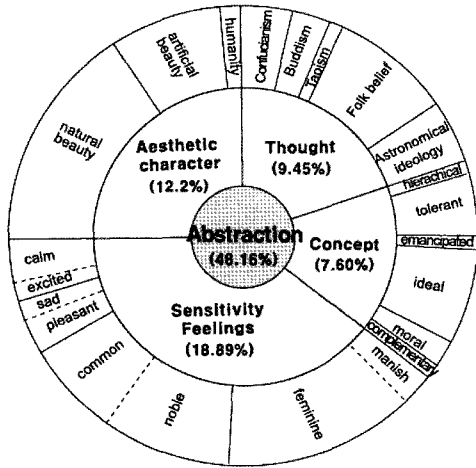 Abstraction
(48.16%)
Aesthetic
character
(12.2%)
Thought
(9.45%)
Concept
(7.60%)
Sensitivity
Feelings
(18.89%)
natural
beauty
artificial
beauty
humanity
Confucianism
Buddism
Taoism
Folk belief
Astronomical
ideology
hierachical
tolerant
emancipated
ideal
moral
complementary
manish
feminine
noble
common
pleasant
sad
excited
calm